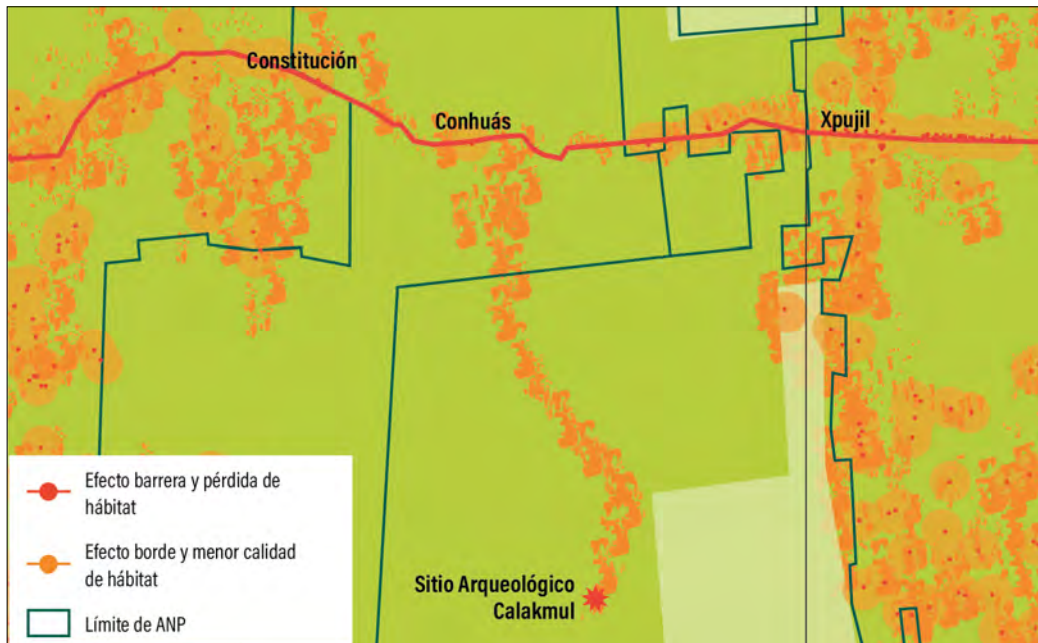 Constitución
Conhuás
Xpujil
Efecto barrera y pérdida de
hábitat
Efecto borde y menor calidad
de hábitat
Límite de ANP
Sitio Arqueológico
Calakmul